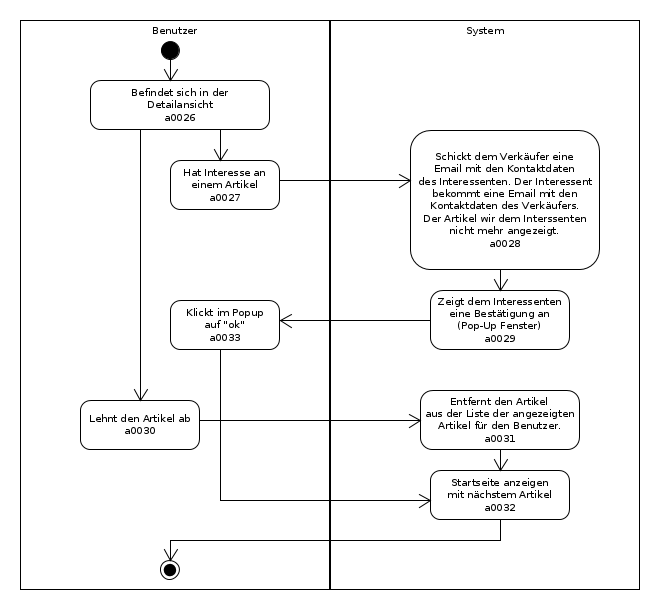 Benutzer
System
Befindet sich in der
Detailansicht
a0026
Hat Interesse an
einem Artikel
a0027
Schickt dem Verkäufer eine
Email mit den Kontaktdaten
des Interessenten. Der Interessent
bekommt eine Email mit den
Kontaktdaten des Verkäufers.
Der Artikel wir dem Interssenten
nicht mehr angezeigt.
a0028
Zeigt dem Interessenten
eine Bestätigung an
(Pop-Up Fenster)
a0029
Klickt im Popup
auf "ok"
a0033
Lehnt den Artikel ab
a0030
Entfernt den Artikel
aus der Liste der angezeigten
Artikel für den Benutzer.
a0031
Startseite anzeigen
mit nächstem Artikel
a0032